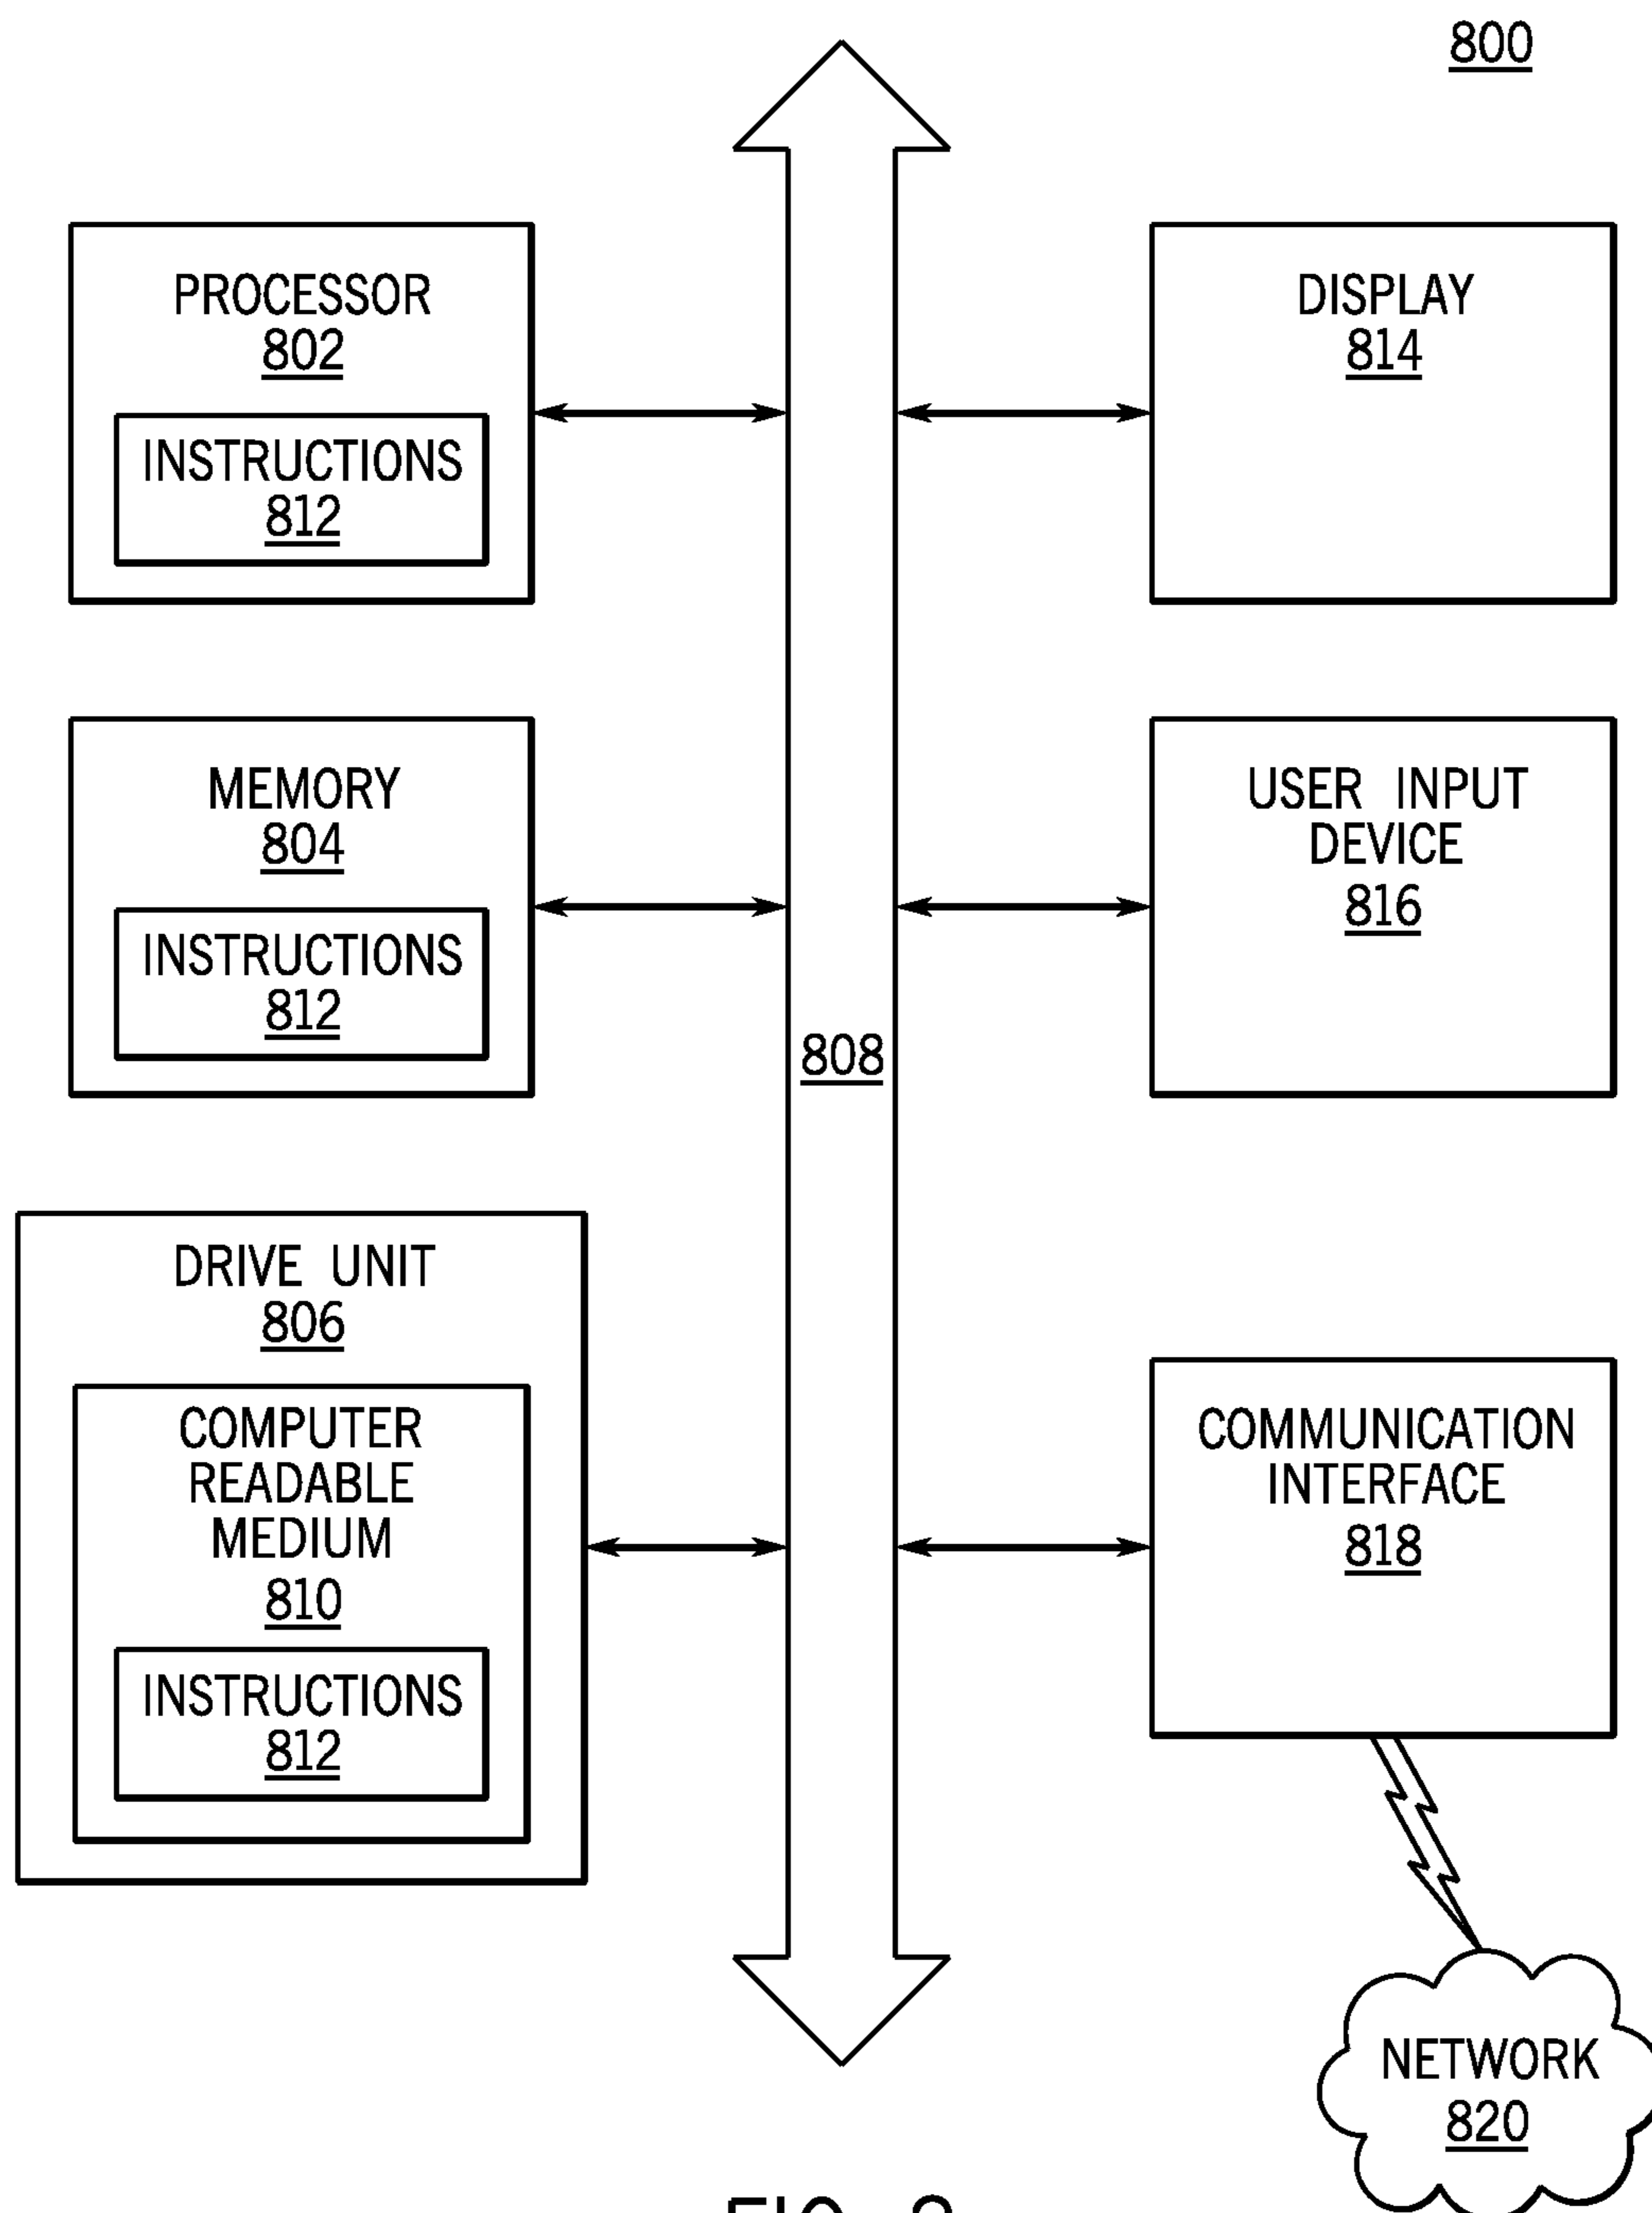 800
PROCESSOR
802
INSTRUCTIONS
812
DISPLAY
814
MEMORY
804
INSTRUCTIONS
812
USER INPUT
DEVICE
816
808
DRIVE UNIT
806
COMPUTER
READABLE
MEDIUM
810
INSTRUCTIONS
812
COMMUNICATION
INTERFACE
818
NETWORK
820